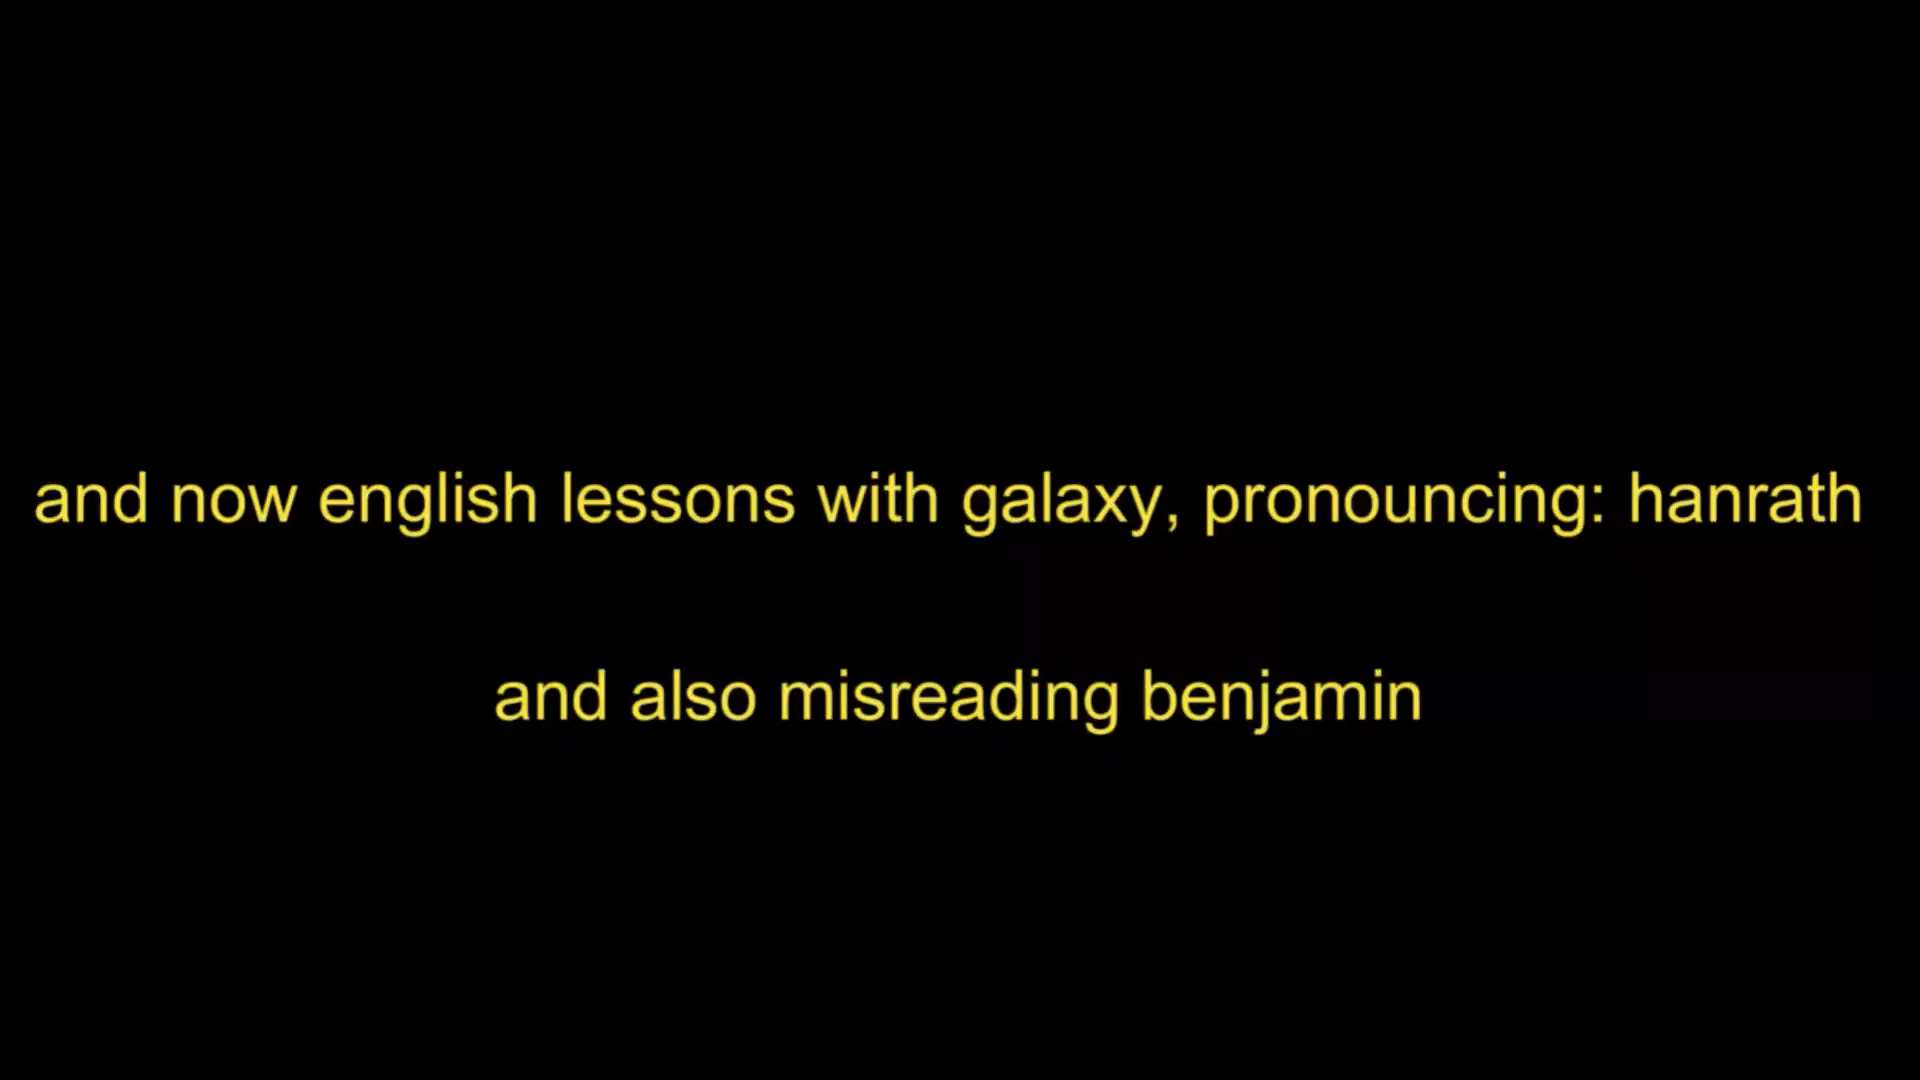 and now english lessons with galaxy, pronouncing: hanrath
and also misreading benjamin